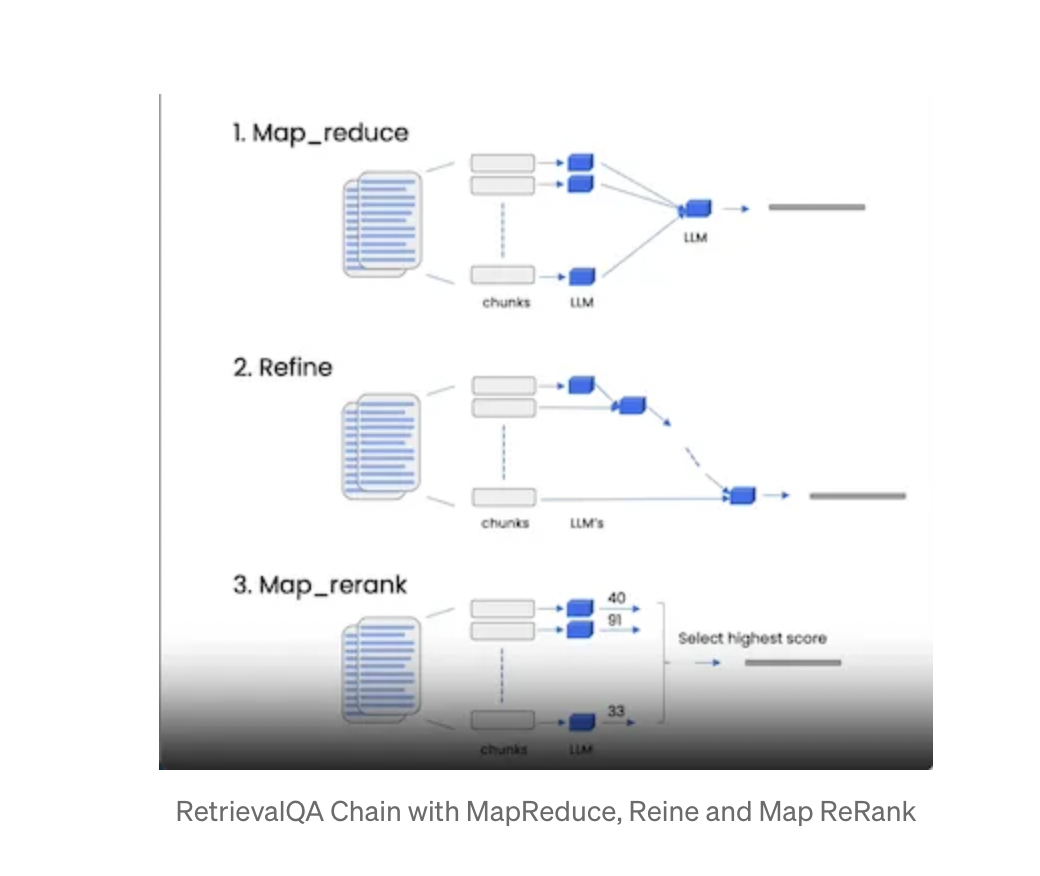 1. Map_reduce
LLM
chunks
LLM
2. Refine
chunks
LLM's
3. Map_rerank
40
91
Select highest score
33
chunks
LLM
RetrievalQA Chain with MapReduce, Reine and Map ReRank